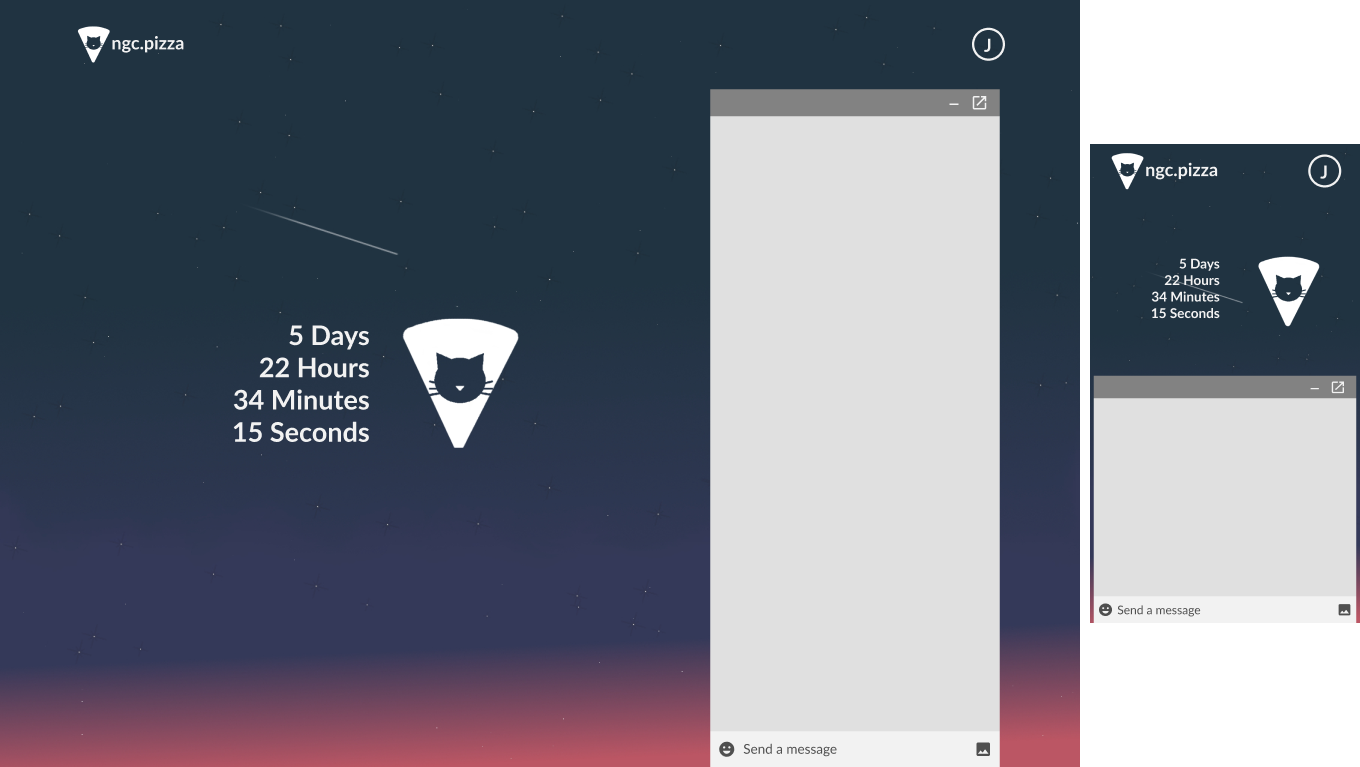 ngc.pizza
J
5 Days
22 Hours
34 Minutes
15 Seconds
Send a message
ngc.pizza
J
5 Days
22 Hours
34 Minutes
15 Seconds
Send a message